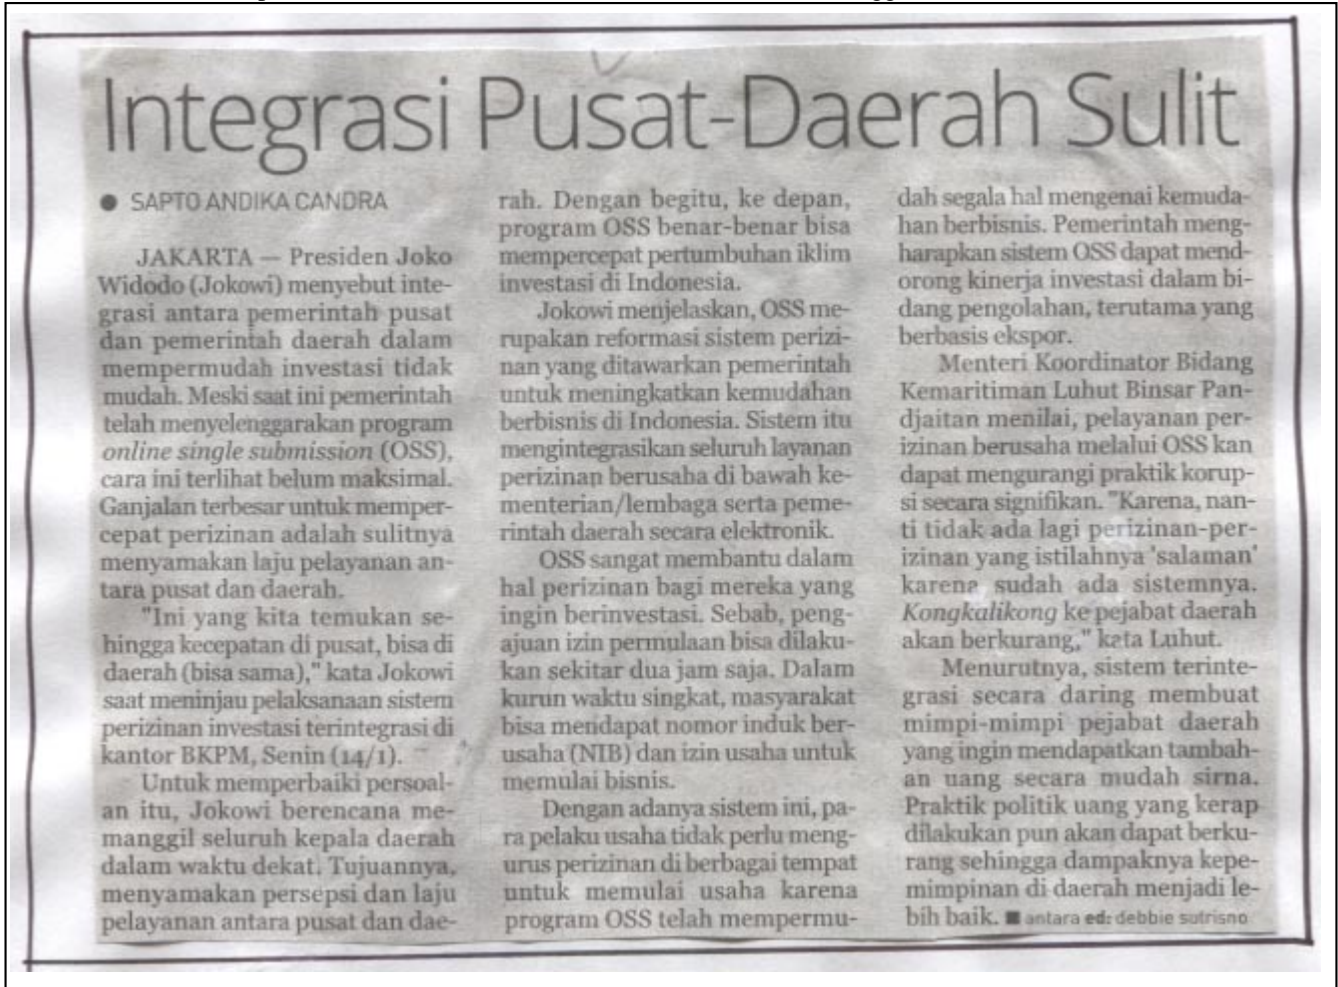 Integrasi Pusat-Daerah Sulit
● SAPTO ANDIKA CANDRA
JAKARTA — Presiden Joko
Widodo (Jokowi) menyebut inte-
grasi antara pemerintah pusat
dan pemerintah daerah dalam
mempermudah investasi tidak
mudah. Meski saat ini pemerintah
telah menyelenggarakan program
online single submission (OSS),
cara ini terlihat belum maksimal.
Ganjalan terbesar untuk memper-
cepat perizinan adalah sulitnya
menyamakan laju pelayanan an-
tara pusat dan daerah.
"Ini yang kita temukan se-
hingga kecepatan di pusat, bisa di
daerah (bisa sama)," kata Jokowi
saat meninjau pelaksanaan sistem
perizinan investasi terintegrasi di
kantor BKPM, Senin (14/1).
Untuk memperbaiki persoal-
an itu, Jokowi berencana me-
manggil seluruh kepala daerah
dalam waktu dekat. Tujuannya,
menyamakan persepsi dan laju
pelayanan antara pusat dan dae-
rah. Dengan begitu, ke depan,
program OSS benar-benar bisa
mempercepat pertumbuhan iklim
investasi di Indonesia.
Jokowi menjelaskan, OSS me-
rupakan reformasi sistem perizi-
nan yang ditawarkan pemerintah
untuk meningkatkan kemudahan
berbisnis di Indonesia. Sistem itu
mengintegrasikan seluruh layanan
perizinan berusaha di bawah ke-
menterian/lembaga serta peme-
rintah daerah secara elektronik.
OSS sangat membantu dalam
hal perizinan bagi mereka yang
ingin berinvestasi. Sebab, peng-
ajuan izin permulaan bisa dilaku-
kan sekitar dua jam saja. Dalam
kurun waktu singkat, masyarakat
bisa mendapat nomor induk ber-
usaha (NIB) dan izin usaha untuk
memulai bisnis.
Dengan adanya sistem ini, pa-
ra pelaku usaha tidak perlu meng-
urus perizinan di berbagai tempat
untuk memulai usaha karena
program OSS telah mempermu-
dah segala hal mengenai kemuda-
han berbisnis. Pemerintah meng-
harapkan sistem OSS dapat mend-
orong kinerja investasi dalam bi-
dang pengolahan, terutama yang
berbasis ekspor.
Menteri Koordinator Bidang
Kemaritiman Luhut Binsar Pan-
djaitan menilai, pelayanan per-
izinan berusaha melalui OSS kan
dapat mengurangi praktik korup-
si secara signifikan. "Karena, nan-
ti tidak ada lagi perizinan-per-
izinan yang istilahnya 'salaman'
karena sudah ada sistemnya.
Kongkalikong ke pejabat daerah
akan berkurang," kata Luhut.
Menurutnya, sistem terinte-
grasi secara daring membuat
mimpi-mimpi pejabat daerah
yang ingin mendapatkan tambah-
an uang secara mudah sirna.
Praktik politik uang yang kerap
dilakukan pun akan dapat berku-
rang sehingga dampaknya kepe-
mimpinan di daerah menjadi le-
bih baik. ■ antara ed: debbie sutrisno